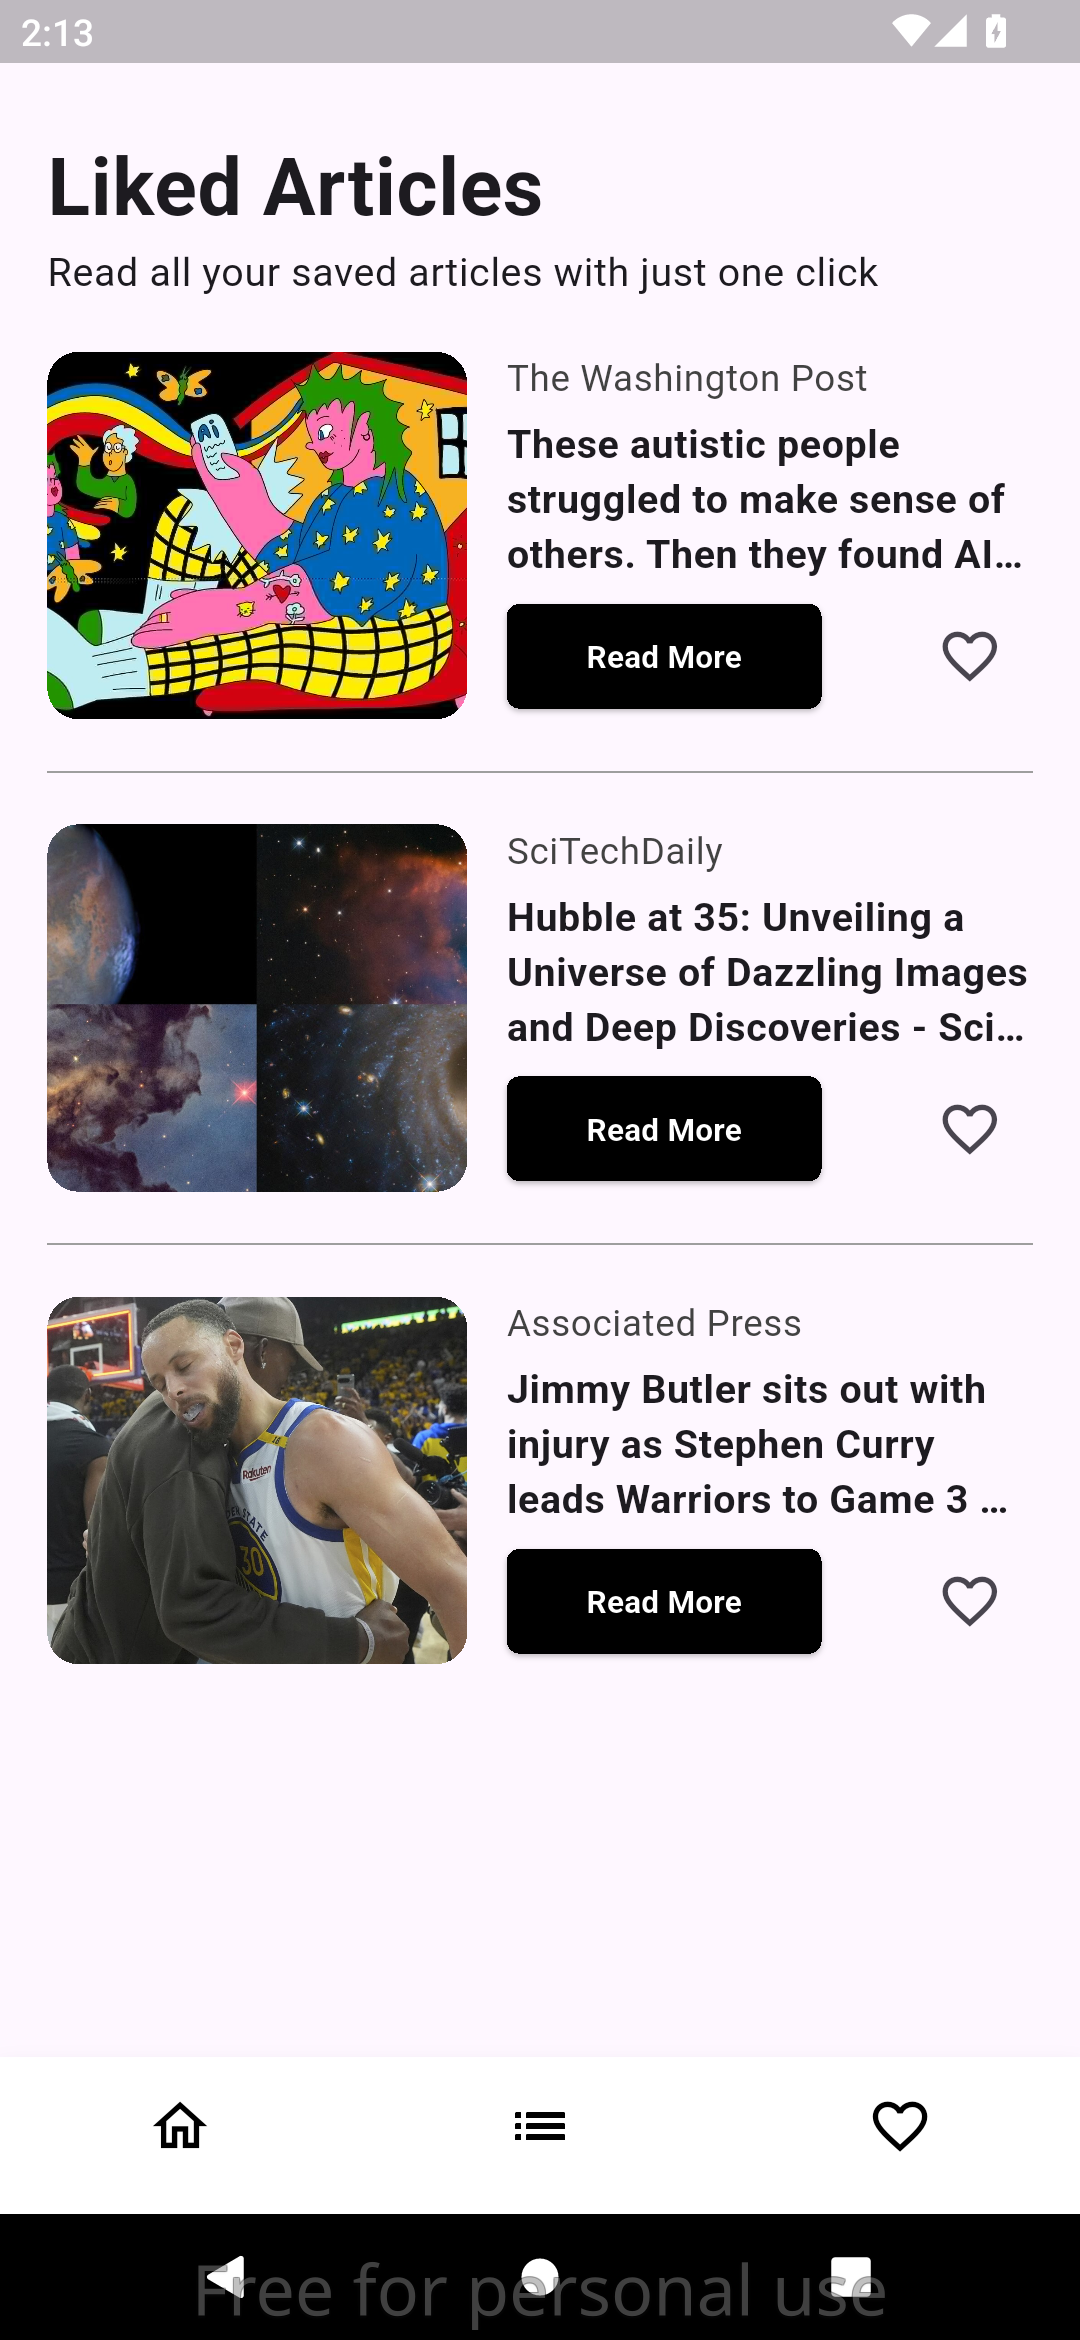 2:13
Liked Articles
Read all your saved articles with just one click
Ai
The Washington Post
These autistic people
struggled to make sense of
others. Then they found AI...
Read More
SciTechDaily
Hubble at 35: Unveiling a
Universe of Dazzling Images
and Deep Discoveries - Sci...
Read More
Rakuten
30
Associated Press
Jimmy Butler sits out with
injury as Stephen Curry
leads Warriors to Game 3 ...
Read More
Free for personal use